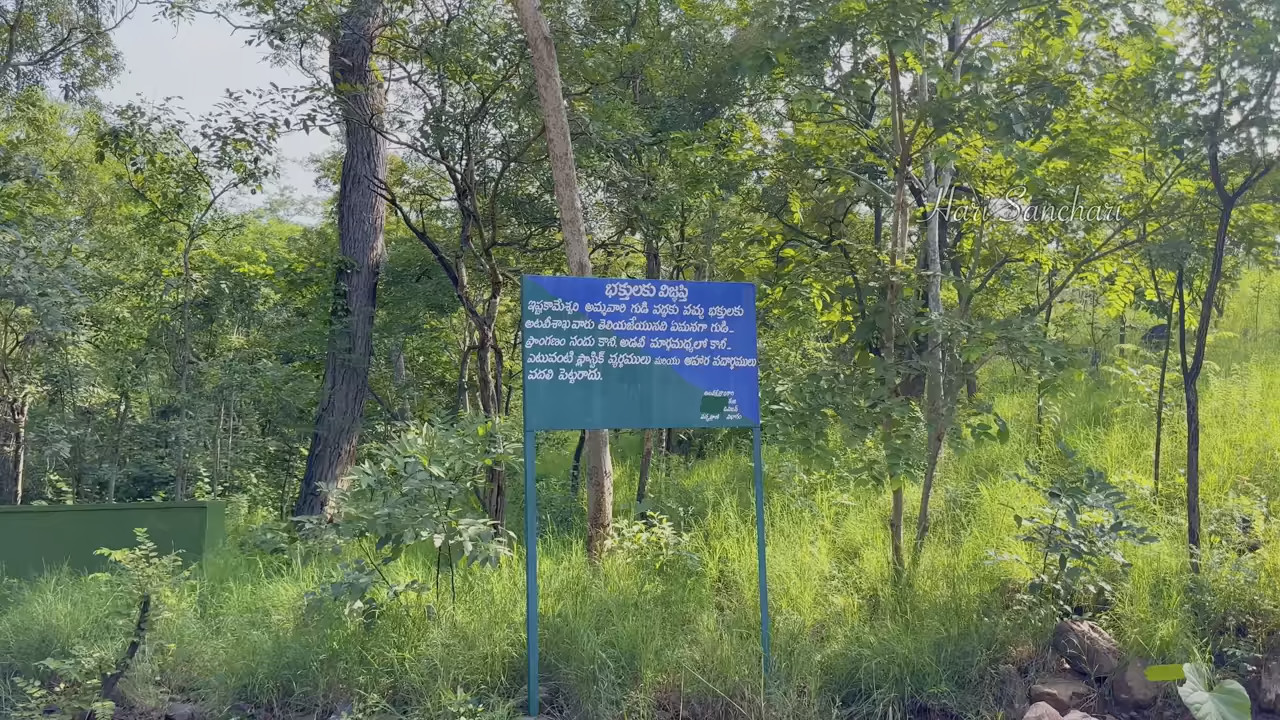 భక్తులకు విజ్ఞప్తి
ఇష్టకామేశ్వరి అమ్మవారి గుడి వద్దకు వచ్చు భక్తులకు
అటవీశాఖవారు తెలియజేయునది ఏమనగా గుడి..
ప్రాంగణం నందు కానీ, అడవీ మార్గమధ్యలో కానీ..
ఎటువంటి ప్లాస్టిక్ వ్యర్థములు మరియు ఆహార పదార్థములు
వదలి పెట్టరాదు.
Hari Sanchari